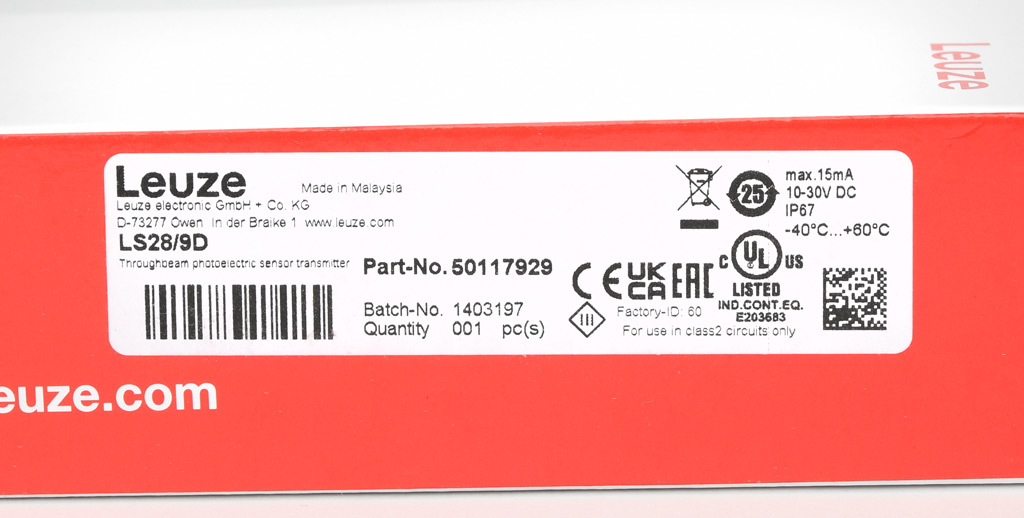 Leuze
Leuze
Made in Malaysia
Leuze electronic GmbH + Co. KG
D-73277 Owen In der Braike 1 www.leuze.com
LS28/9D
Throughbeam photoelectric sensor transmitter
Part-No. 50117929
Batch-No. 1403197
Quantity 001 pc(s)
CE UK CA EAC
III
Factory-ID: 60
For use in class2 circuits only
25
max.15mA
10-30V DC
IP67
-40°C...+60°C
C UL US
LISTED
IND.CONT.EQ.
E203683
euze.com